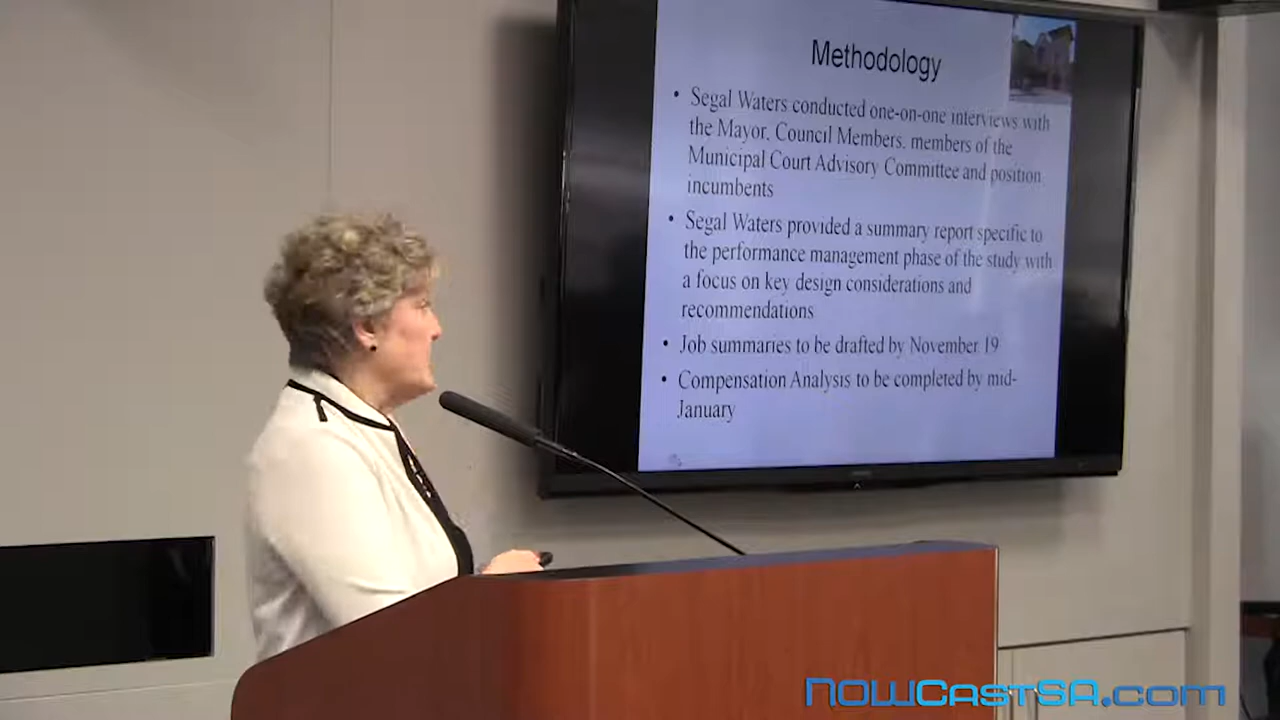 Methodology
• Segal Waters conducted one-on-one interviews with
the Mayor, Council Members, members of the
Municipal Court Advisory Committee and position
incumbents
• Segal Waters provided a summary report specific to
the performance management phase of the study with
a focus on key design considerations and
recommendations
• Job summaries to be drafted by November 19
• Compensation Analysis to be completed by mid-
January
NOWCastSA.com